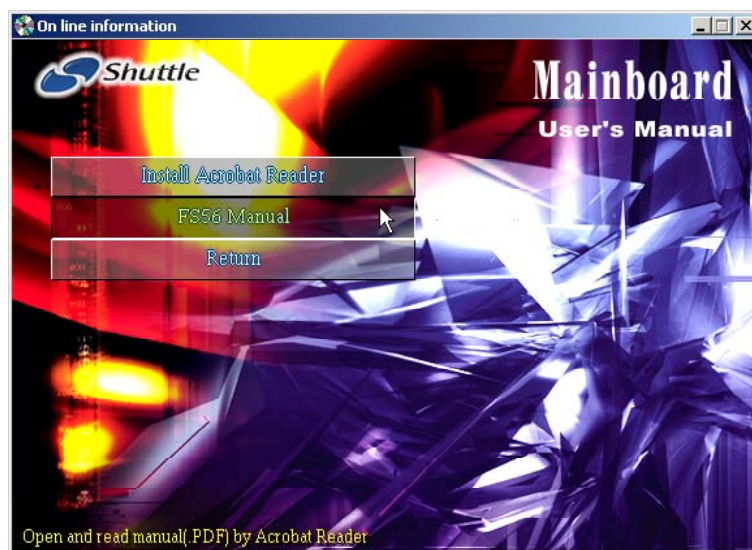 On line information
Shuttle
Mainboard
User's Manual
Install Acrobat Reader
FS56 Manual
Return
Open and read manual(.PDF) by Acrobat Reader